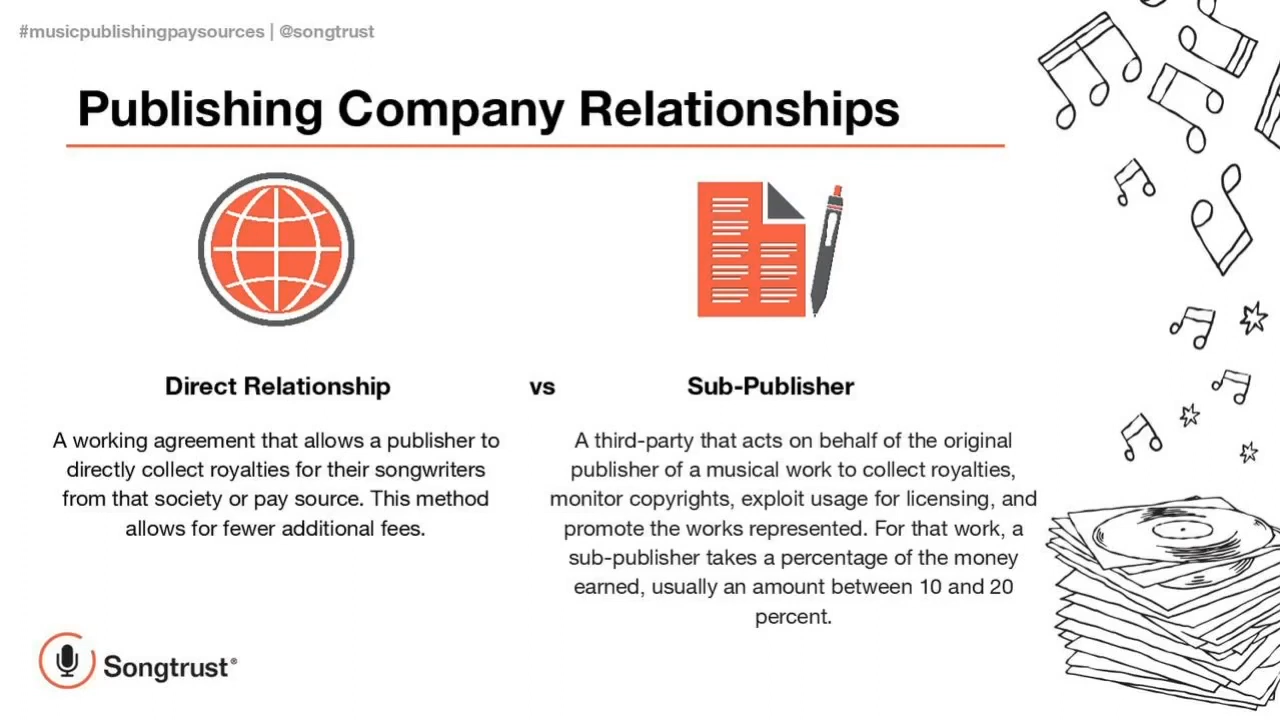 #musicpublishingpaysources | @songtrust
Publishing Company Relationships
Direct Relationship
vs
Sub-Publisher
A working agreement that allows a publisher to
directly collect royalties for their songwriters
from that society or pay source. This method
allows for fewer additional fees.
A third-party that acts on behalf of the original
publisher of a musical work to collect royalties,
monitor copyrights, exploit usage for licensing, and
promote the works represented. For that work, a
sub-publisher takes a percentage of the money
earned, usually an amount between 10 and 20
percent.
Songtrust®